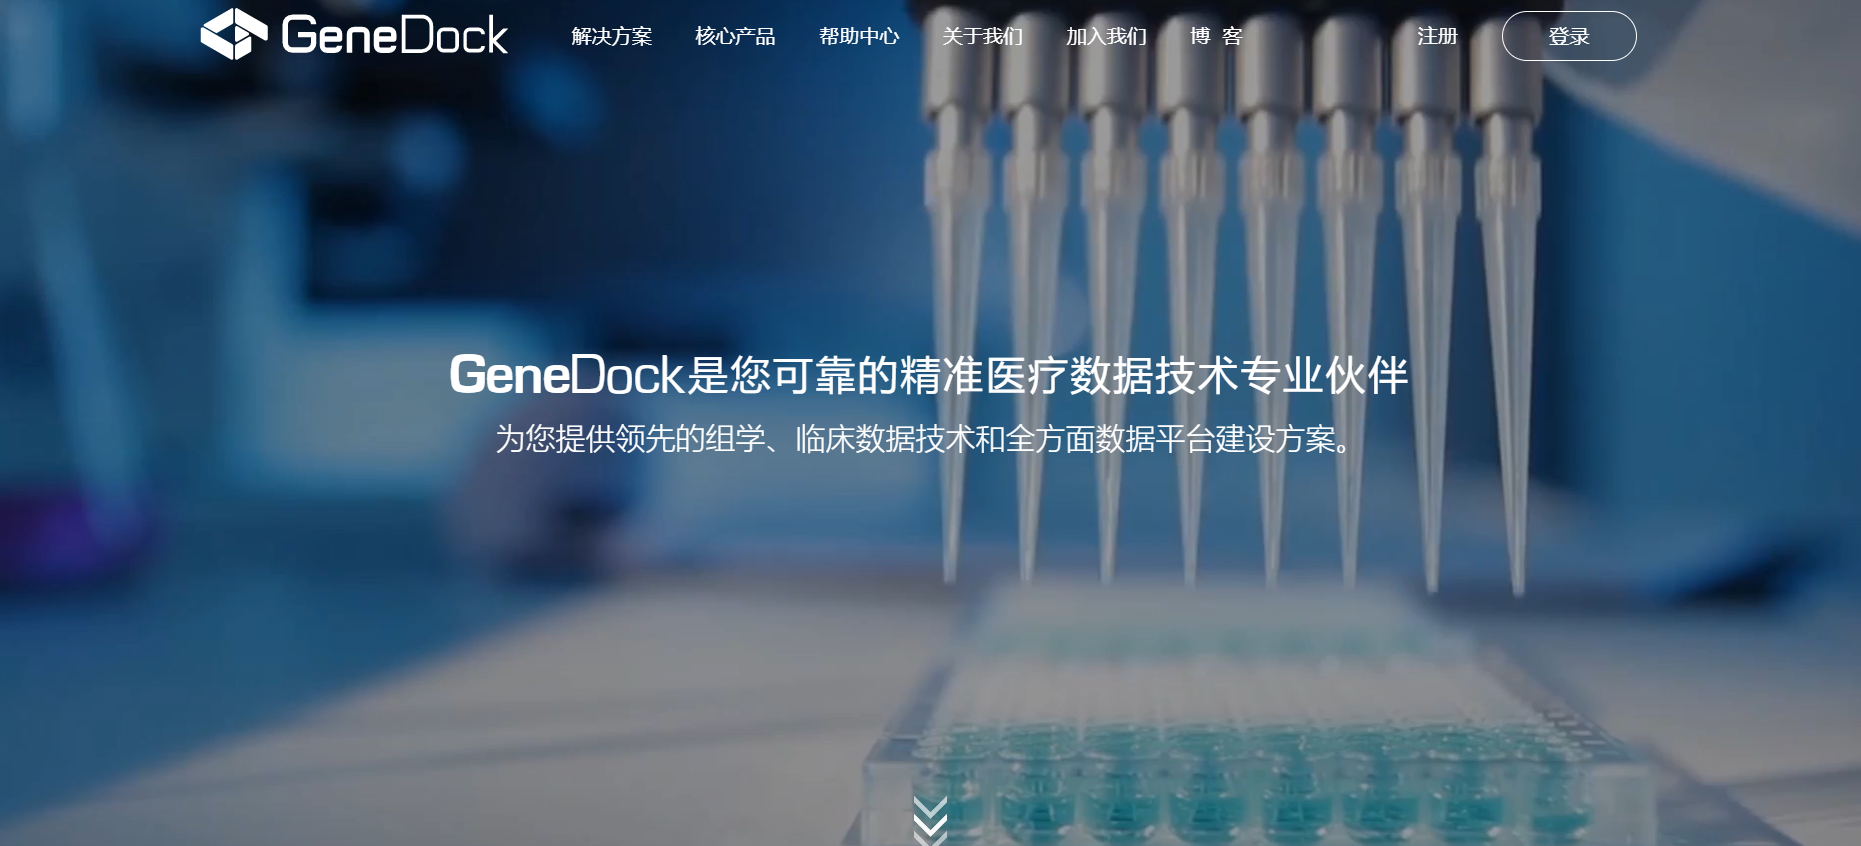 GeneDock 解决方案 核心产品 帮助中心 关于我们 加入我们 博 客 注册 登录
GeneDock是您可靠的精准医疗数据技术专业伙伴
为您提供领先的组学、临床数据技术和全方面数据平台建设方案。